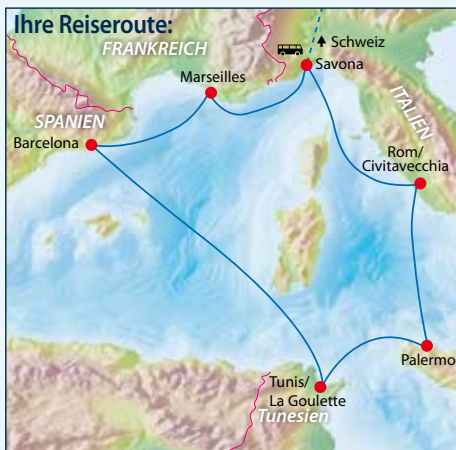 Ihre Reiseroute:
FRANKREICH
Schweiz
Savona
Marseilles
SPANIEN
Barcelona
ITALIEN
Rom/
Civitavecchia
Palermo
Tunis/
La Goulette
Tunesien